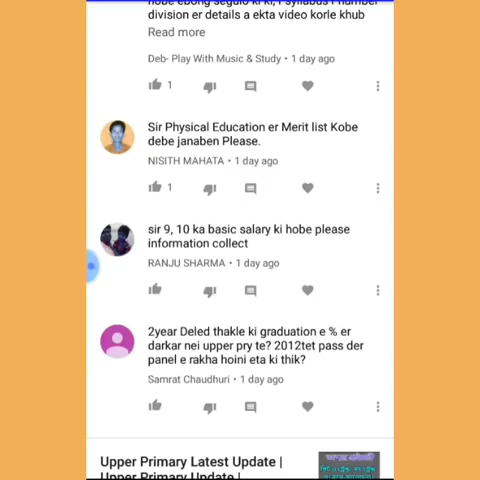 hobe ebong segulo ki ki, r syllabus r number
division er details a ekta video korle khub
Read more
Deb- Play With Music & Study • 1 day ago
1
Sir Physical Education er Merit list Kobe
debe janaben Please.
NISITH MAHATA • 1 day ago
1
sir 9, 10 ka basic salary ki hobe please
information collect
RANJU SHARMA • 1 day ago
2year Deled thakle ki graduation e % er
darkar nei upper pry te? 2012tet pass der
panel e rakha hoini eta ki thik?
Samrat Chaudhuri • 1 day ago
Upper Primary Latest Update |
Upper Primary Update |